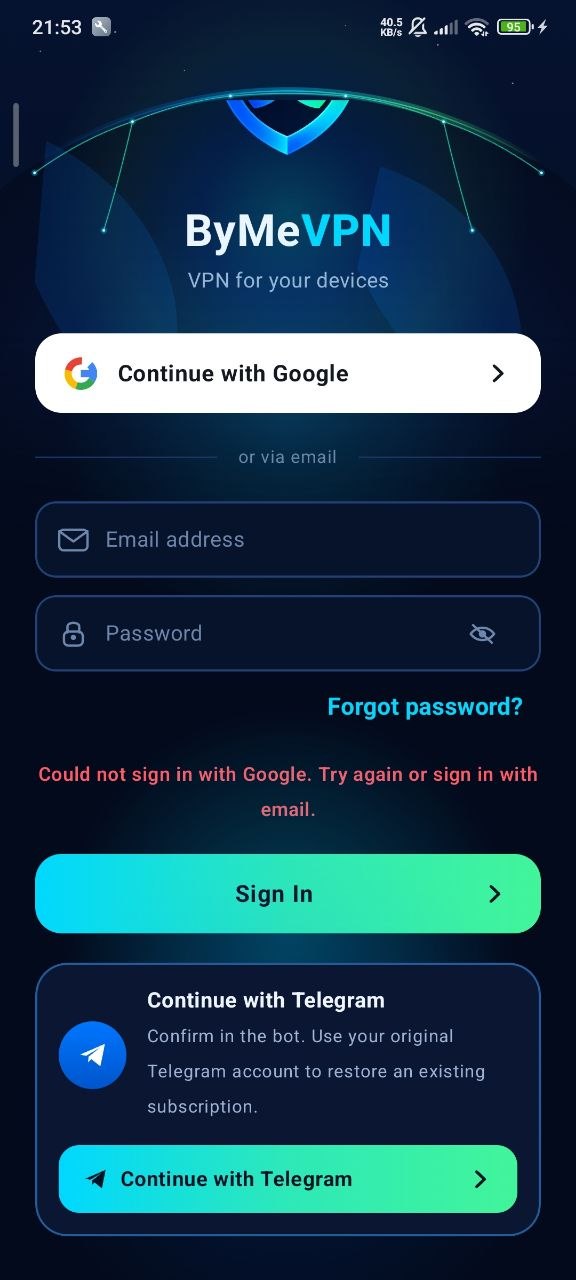 21:53
40.5
KB/s
95
ByMeVPN
VPN for your devices
Continue with Google
or via email
Email address
Password
Forgot password?
Could not sign in with Google. Try again or sign in with
email.
Sign In
Continue with Telegram
Confirm in the bot. Use your original
Telegram account to restore an existing
subscription.
Continue with Telegram